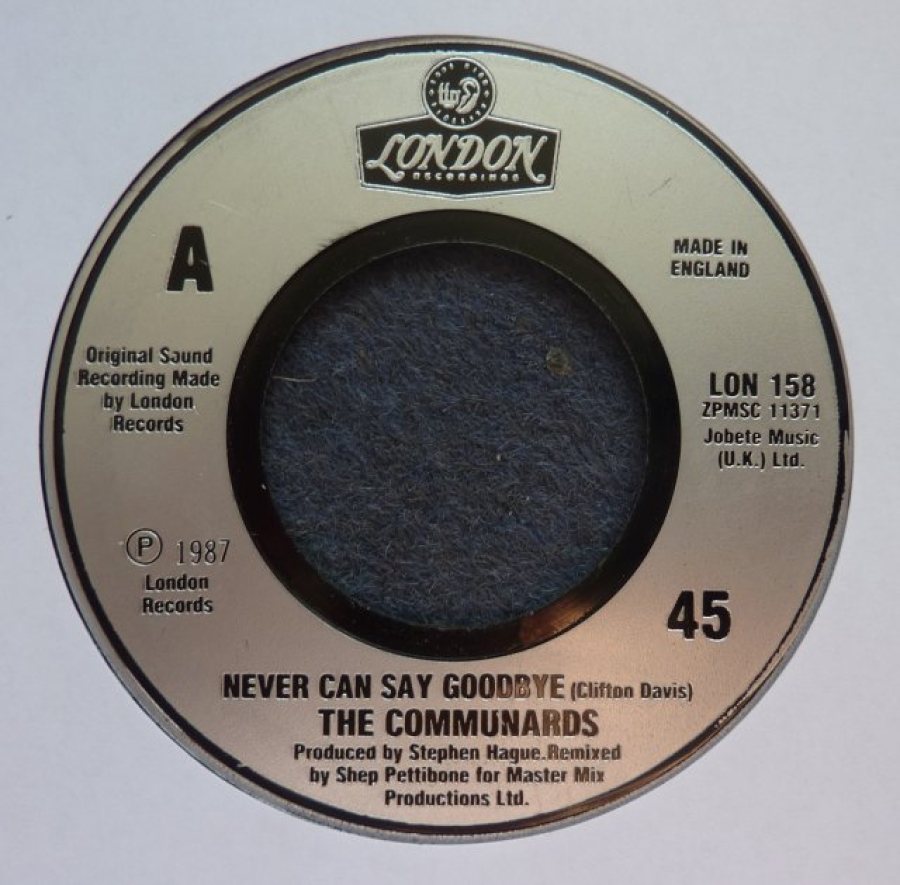 LONDON
RECORDINGS
A
MADE IN
ENGLAND
Original Sound
Recording Made
by London
Records
LON 158
ZPMSC 11371
Jobete Music
(U.K.) Ltd.
Ⓟ 1987
London
Records
45
NEVER CAN SAY GOODBYE (Clifton Davis)
THE COMMUNARDS
Produced by Stephen Hague. Remixed
by Shep Pettibone for Master Mix
Productions Ltd.